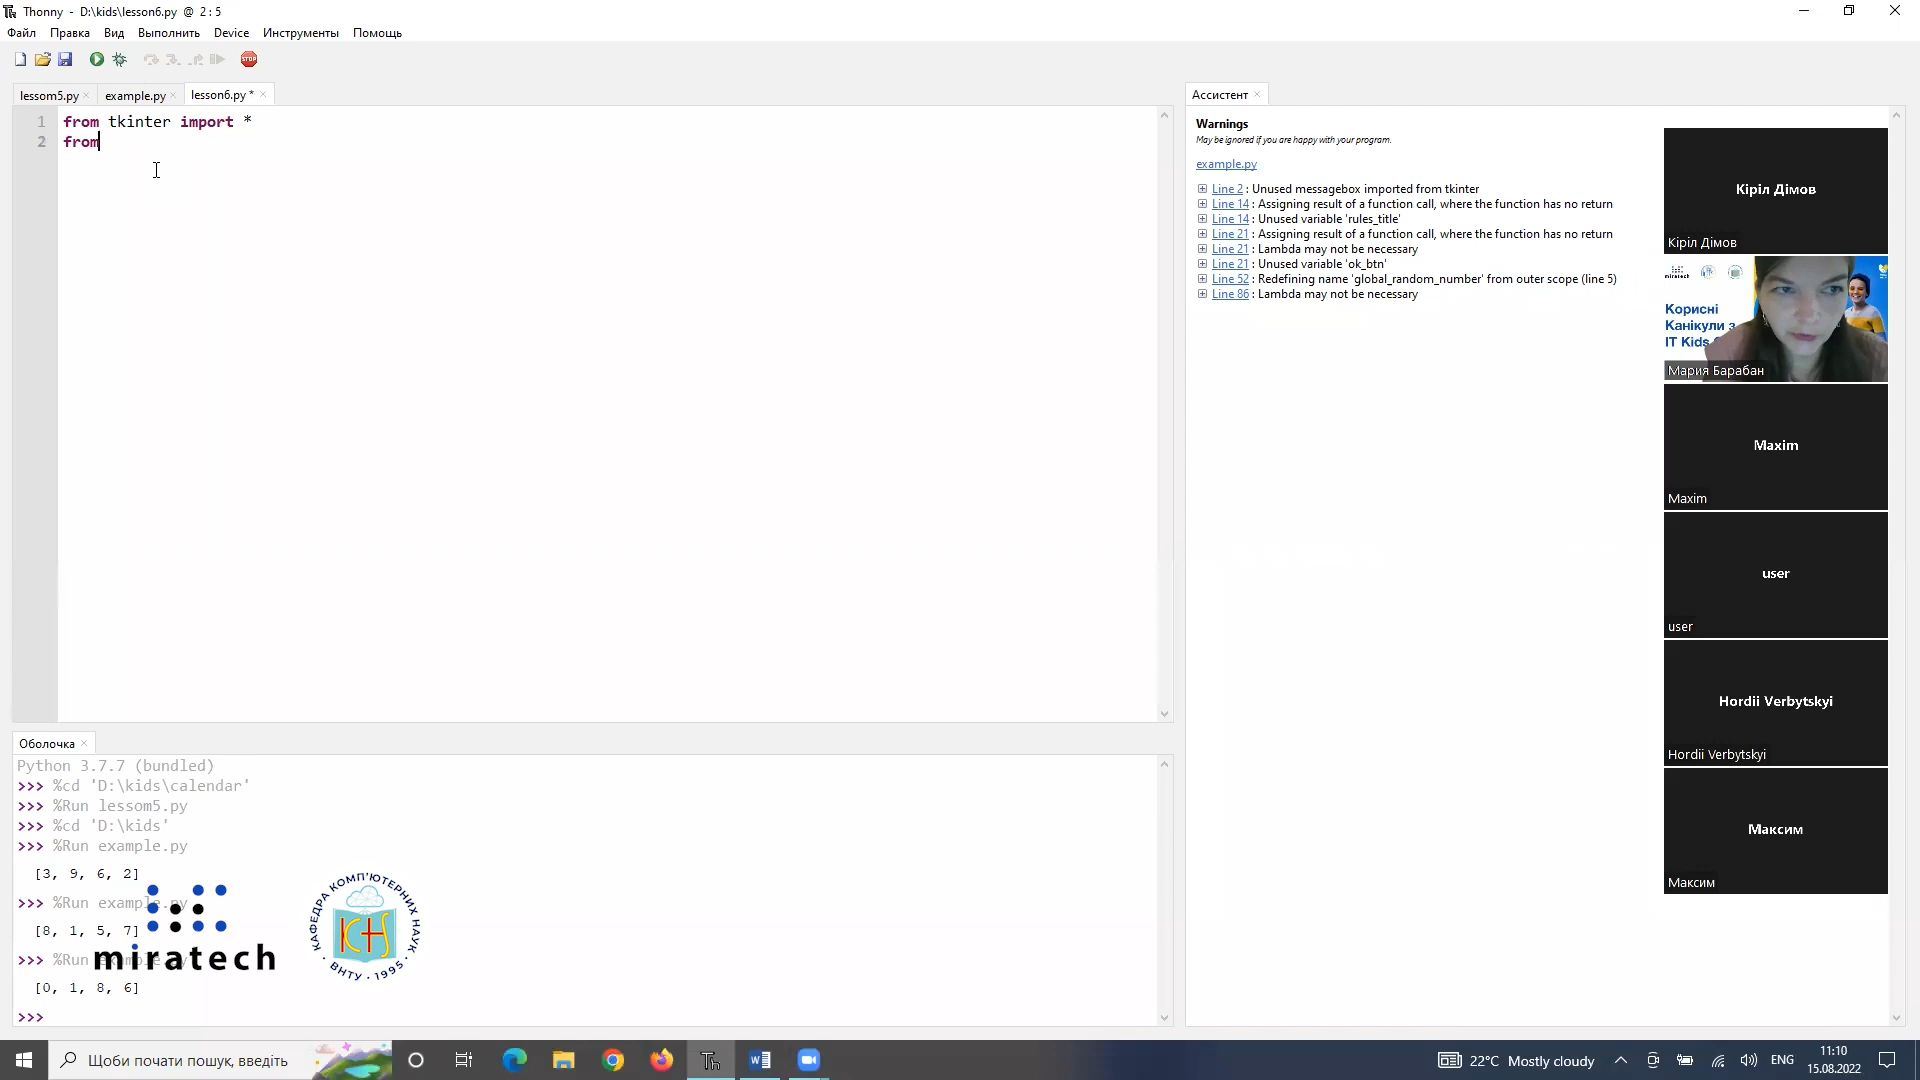 Thonny - D:\kids\lesson6.py @ 2 : 5
Файл Правка Вид Выполнить Device Инструменты Помощь
STOP
lessom5.py × example.py × lesson6.py * ×
1 from tkinter import *
2 from
Ассистент ×
Warnings
May be ignored if you are happy with your program.
example.py
Line 2 : Unused messagebox imported from tkinter
Line 14 : Assigning result of a function call, where the function has no return
Line 14 : Unused variable 'rules_title'
Line 21 : Assigning result of a function call, where the function has no return
Line 21 : Lambda may not be necessary
Line 21 : Unused variable 'ok_btn'
Line 52 : Redefining name 'global_random_number' from outer scope (line 5)
Line 86 : Lambda may not be necessary
Кіріл Дімов
Кіріл Дімов
miratech
Корисні
Канікули з
IT Kids
Мария Барабан
Maxim
Maxim
user
user
Hordii Verbytskyi
Hordii Verbytskyi
Максим
Максим
Оболочка ×
Python 3.7.7 (bundled)
>>> %cd 'D:\kids\calendar'
>>> %Run lessom5.py
>>> %cd 'D:\kids'
>>> %Run example.py
[3, 9, 6, 2]
>>> %Run example.py
[8, 1, 5, 7]
>>> %Run example.py
[0, 1, 8, 6]
>>>
miratech
КАФЕДРА КОМП'ЮТЕРНИХ НАУК
КН
ВНТУ · 1995
Щоби почати пошук, введіть
Th
22°C Mostly cloudy
ENG
11:10
15.08.2022